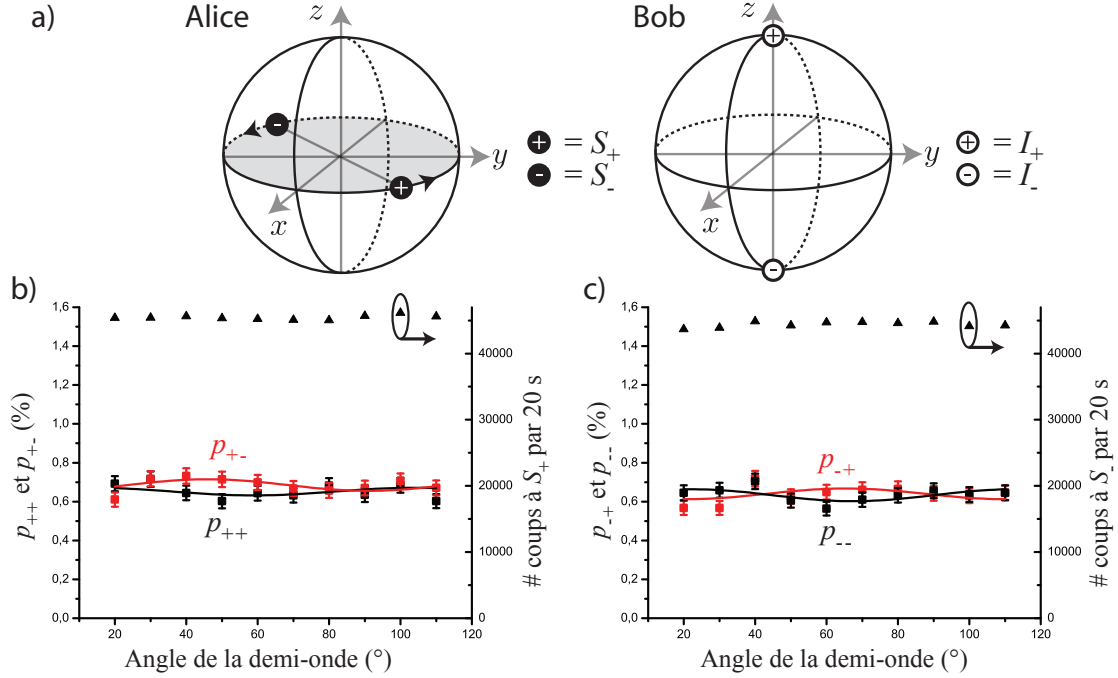 a) Alice Bob
z z
+ = S₊
- = S₋
y
x
+ = I₊
- = I₋
y
x
b) c)
p₊₊ et p₊₋ (%)
1,6
1,4
1,2
1,0
0,8
0,6
0,4
0,2
0,0
p₊₋
p₊₊
40000
30000
20000
10000
0
# coups à S₊ par 20 s
20 40 60 80 100 120
Angle de la demi-onde (°)
p₋₊ et p₋₋ (%)
1,6
1,4
1,2
1,0
0,8
0,6
0,4
0,2
0,0
p₋₊
p₋₋
40000
30000
20000
10000
0
# coups à S₋ par 20 s
20 40 60 80 100 120
Angle de la demi-onde (°)